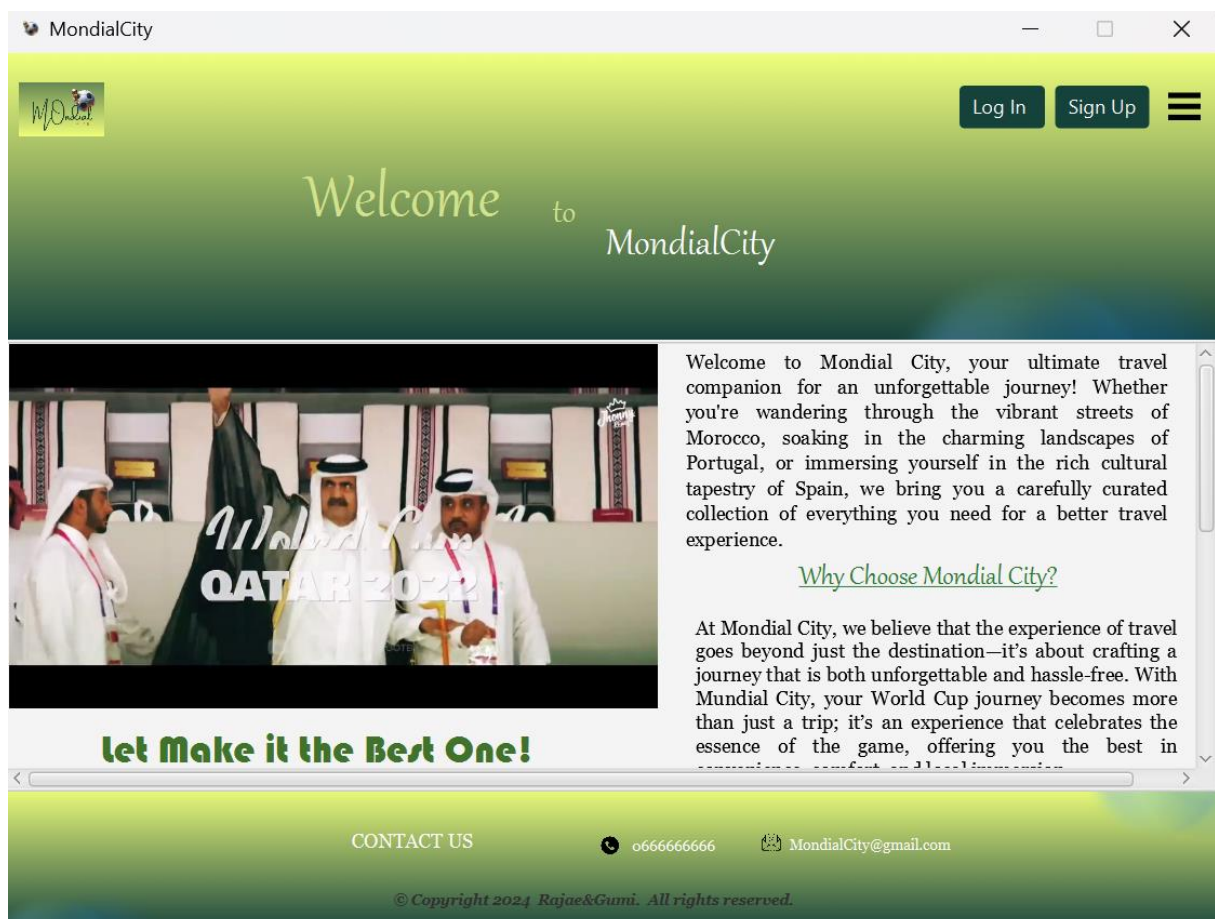 MondialCity
MOndial
Log In
Sign Up
Welcome
to
MondialCity
Jhonny
QATAR 2022
Welcome to Mondial City, your ultimate travel
companion for an unforgettable journey! Whether
you're wandering through the vibrant streets of
Morocco, soaking in the charming landscapes of
Portugal, or immersing yourself in the rich cultural
tapestry of Spain, we bring you a carefully curated
collection of everything you need for a better travel
experience.
Why Choose Mondial City?
At Mondial City, we believe that the experience of travel
goes beyond just the destination—it's about crafting a
journey that is both unforgettable and hassle-free. With
Mundial City, your World Cup journey becomes more
than just a trip; it's an experience that celebrates the
essence of the game, offering you the best in
Let Make it the Best One!
CONTACT US
0666666666
MondialCity@gmail.com
© Copyright 2024 Rajae&Gumi. All rights reserved.